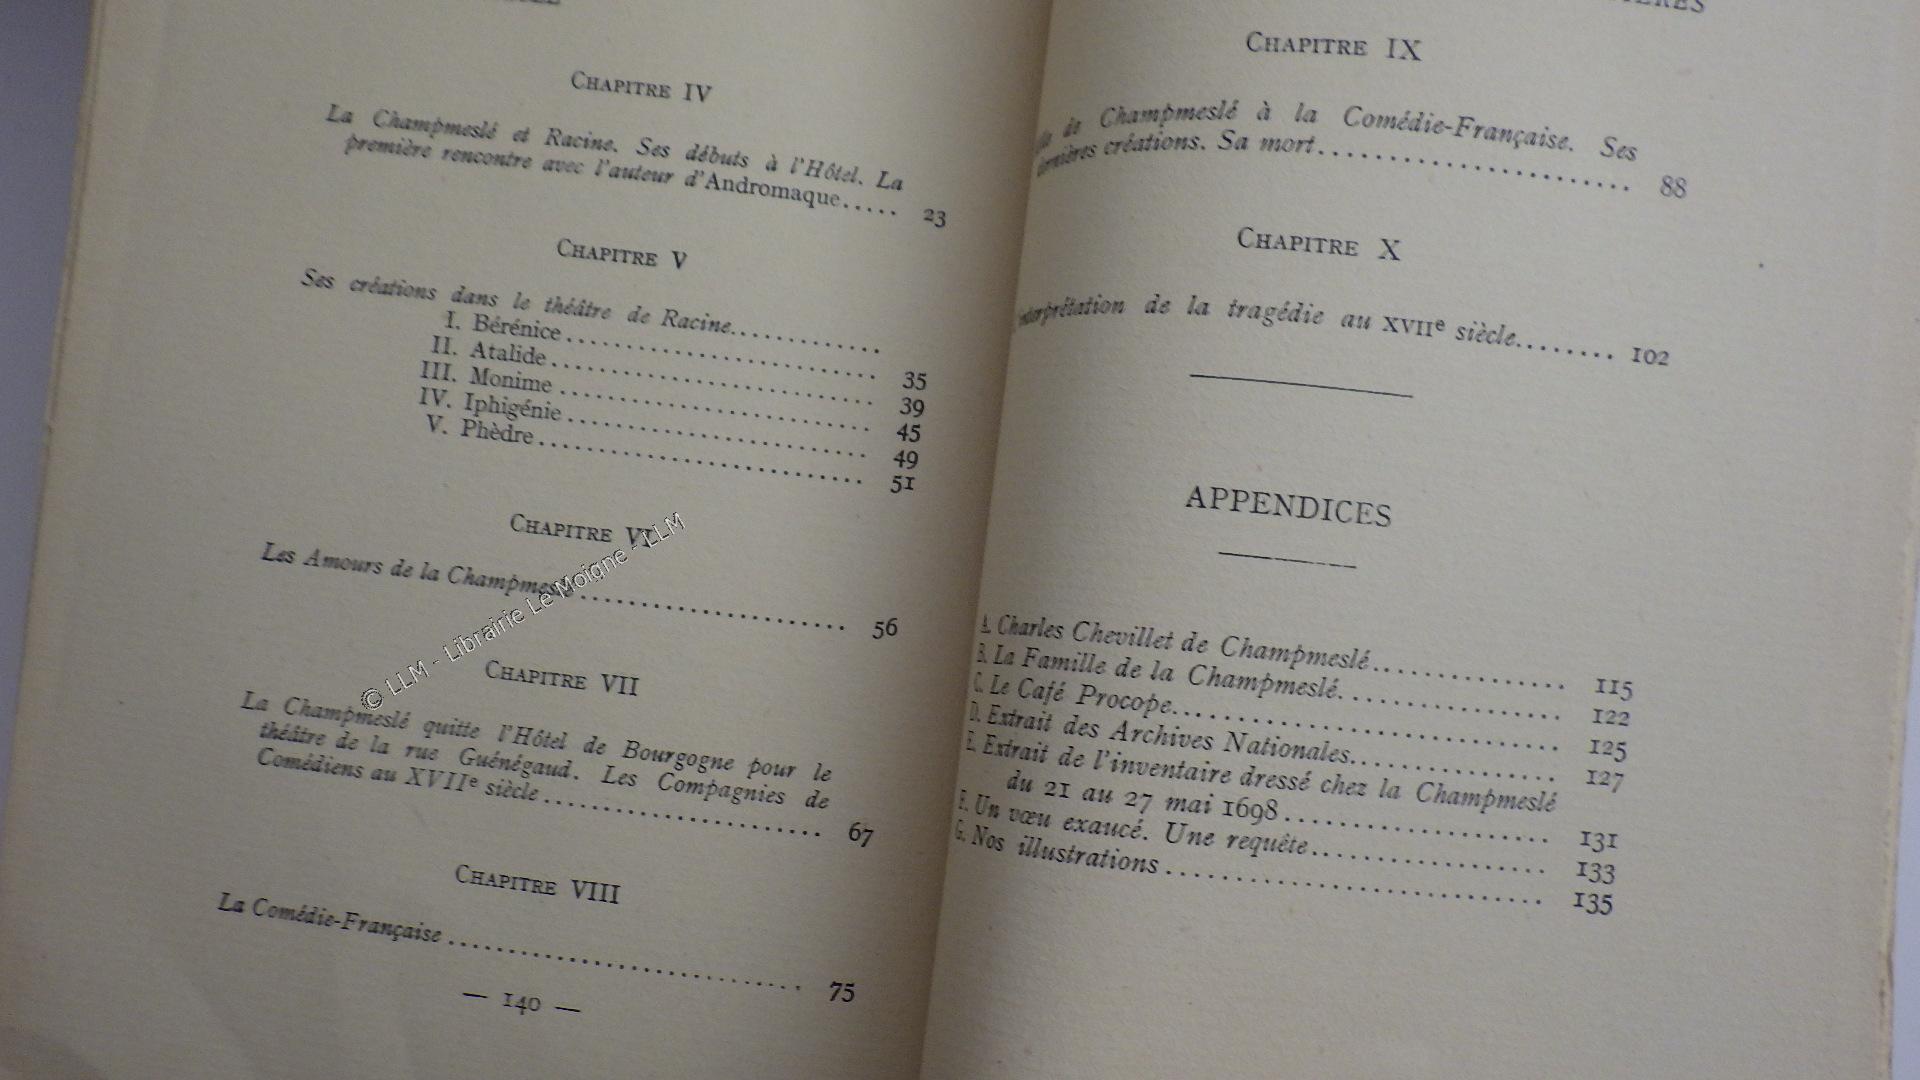 CHAPITRE IV
La Champmeslé et Racine. Ses débuts à l'Hôtel. La
première rencontre avec l'auteur d'Andromaque..... 23
CHAPITRE V
Ses créations dans le théâtre de Racine............
I. Bérénice............................ 35
II. Atalide............................ 39
III. Monime............................ 45
IV. Iphigénie............................ 49
V. Phèdre............................ 51
CHAPITRE VI
Les Amours de la Champmeslé...................... 56
CHAPITRE VII
La Champmeslé quitte l'Hôtel de Bourgogne pour le
théâtre de la rue Guénégaud. Les Compagnies de
Comédiens au XVIIe siècle........................ 67
CHAPITRE VIII
La Comédie-Française.............................. 75
— 140 —
© LLM - Librairie Le Moigne - LLM
CHAPITRE IX
de Champmeslé à la Comédie-Française. Ses
dernières créations. Sa mort........................ 88
CHAPITRE X
interprétation de la tragédie au XVIIe siècle........ 102
APPENDICES
A. Charles Chevillet de Champmeslé............... 115
B. La Famille de la Champmeslé.................. 122
C. Le Café Procope............................. 125
D. Extrait des Archives Nationales................ 127
E. Extrait de l'inventaire dressé chez la Champmeslé
du 21 au 27 mai 1698...................... 131
F. Un vœu exaucé. Une requête................... 133
G. Nos illustrations............................. 135